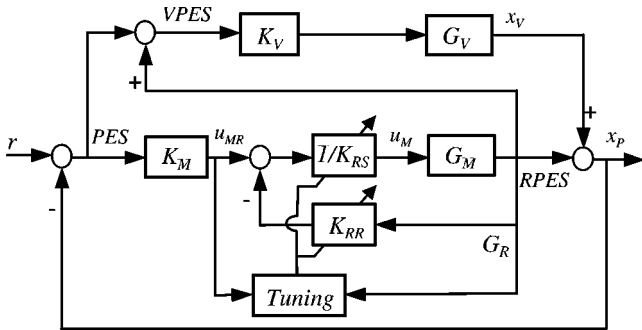 VPES
x_V
K_V
G_V
+
+
r
PES
u_MR
u_M
x_P
K_M
1/K_RS
G_M
RPES
-
-
K_RR
G_R
Tuning